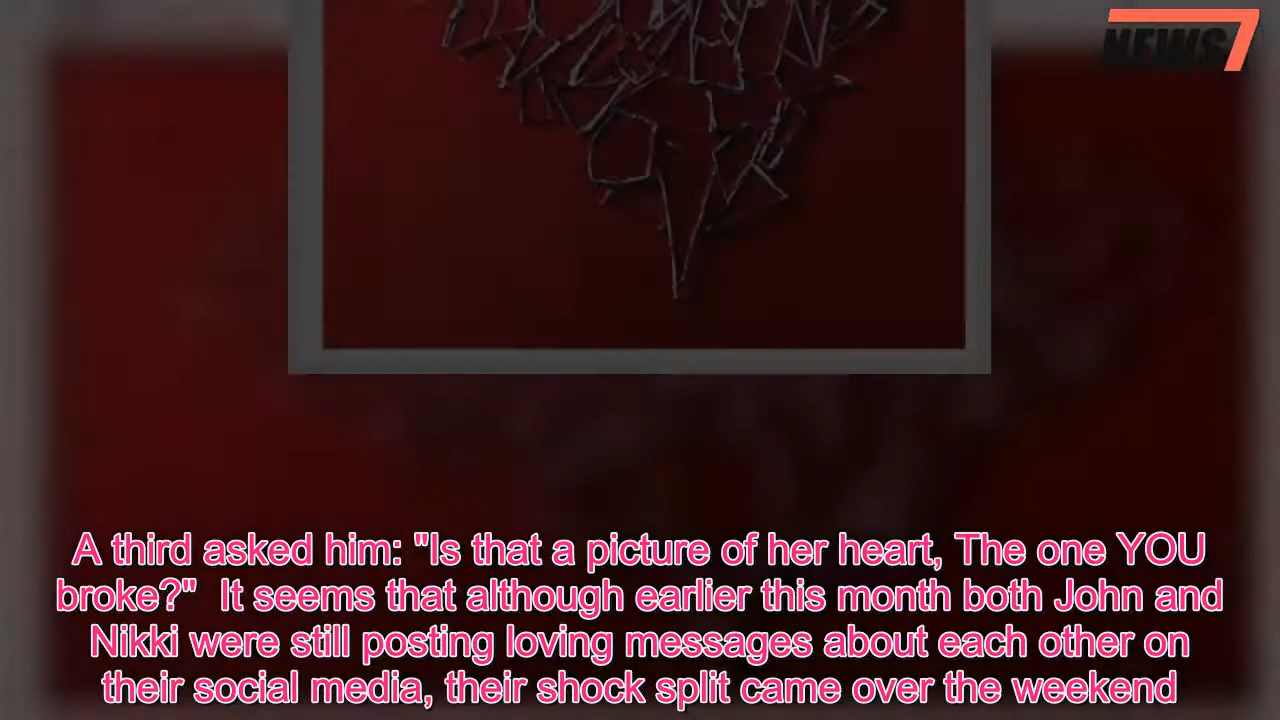 NEWS7
A third asked him: "Is that a picture of her heart, The one YOU
broke?"  It seems that although earlier this month both John and
Nikki were still posting loving messages about each other on
their social media, their shock split came over the weekend